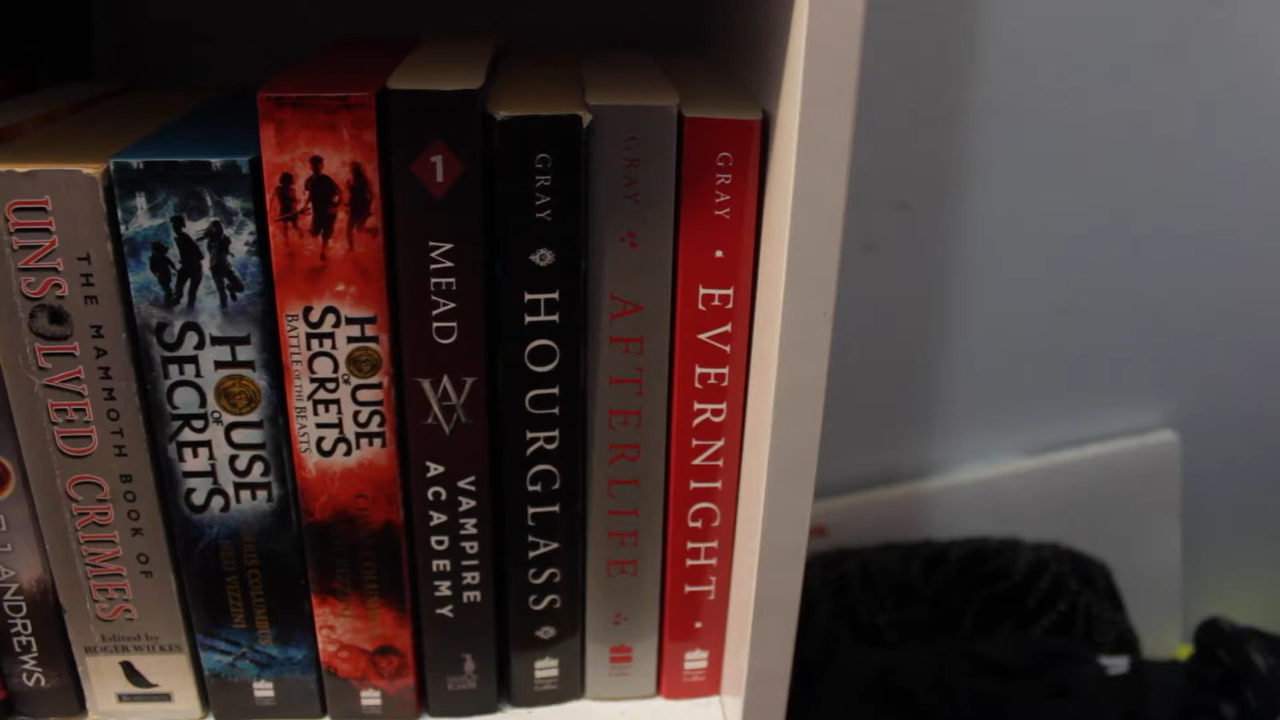 ANDREWS
THE MAMMOTH BOOK OF
UNSOLVED CRIMES
Edited by
ROGER WILKES
HOUSE
OF
SECRETS
HOUSE
OF
SECRETS
BATTLE OF THE BEASTS
1
MEAD
VAMPIRE
ACADEMY
GRAY
HOURGLASS
GRAY
AFTERLIFE
GRAY
EVERNIGHT